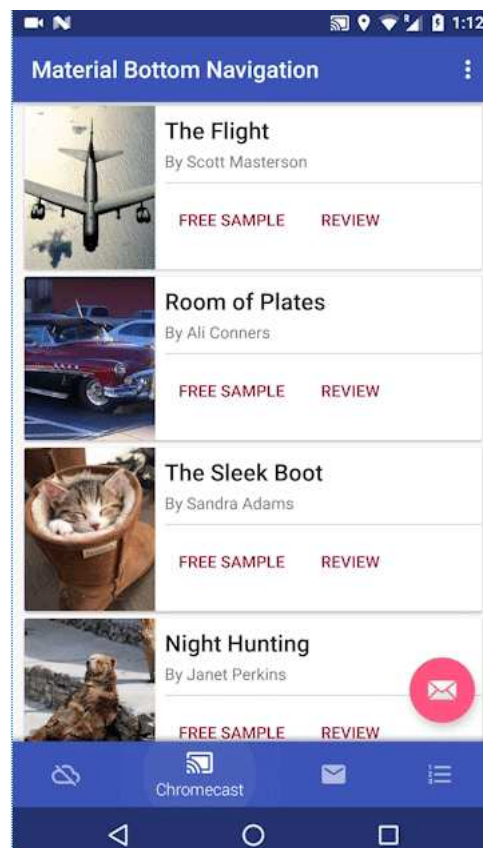 1:12
Material Bottom Navigation
The Flight
By Scott Masterson
FREE SAMPLE REVIEW
Room of Plates
By Ali Conners
FREE SAMPLE REVIEW
The Sleek Boot
By Sandra Adams
FREE SAMPLE REVIEW
Night Hunting
By Janet Perkins
FREE SAMPLE REVIEW
Chromecast